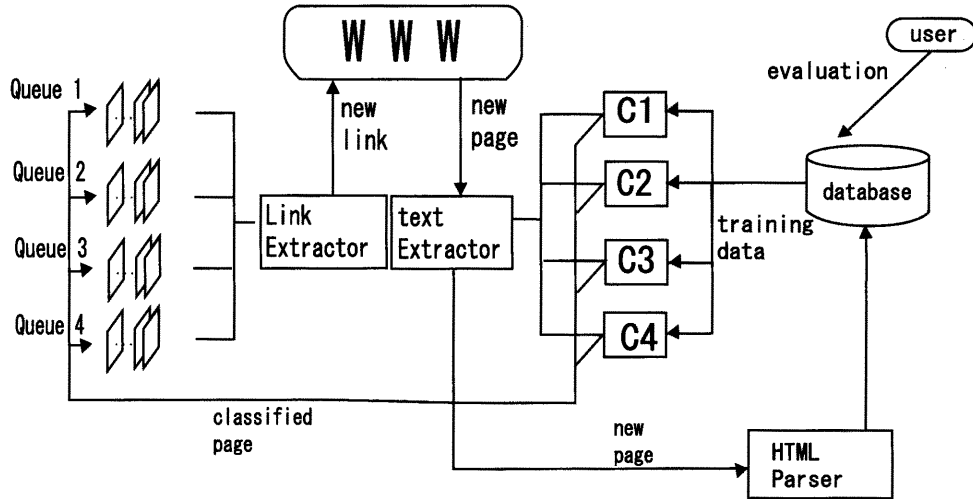 W W W
user
evaluation
Queue 1
new
link
new
page
C1
Queue 2
C2
database
Link
Extractor
text
Extractor
training
data
Queue 3
C3
Queue 4
C4
classified
page
new
page
HTML
Parser